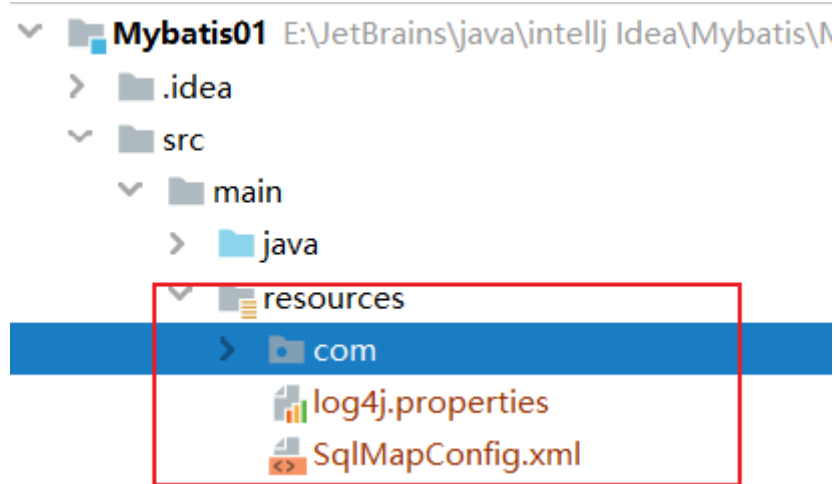 Mybatis01 E:\JetBrains\java\intellj Idea\Mybatis\
.idea
src
main
java
resources
com
log4j.properties
SqlMapConfig.xml